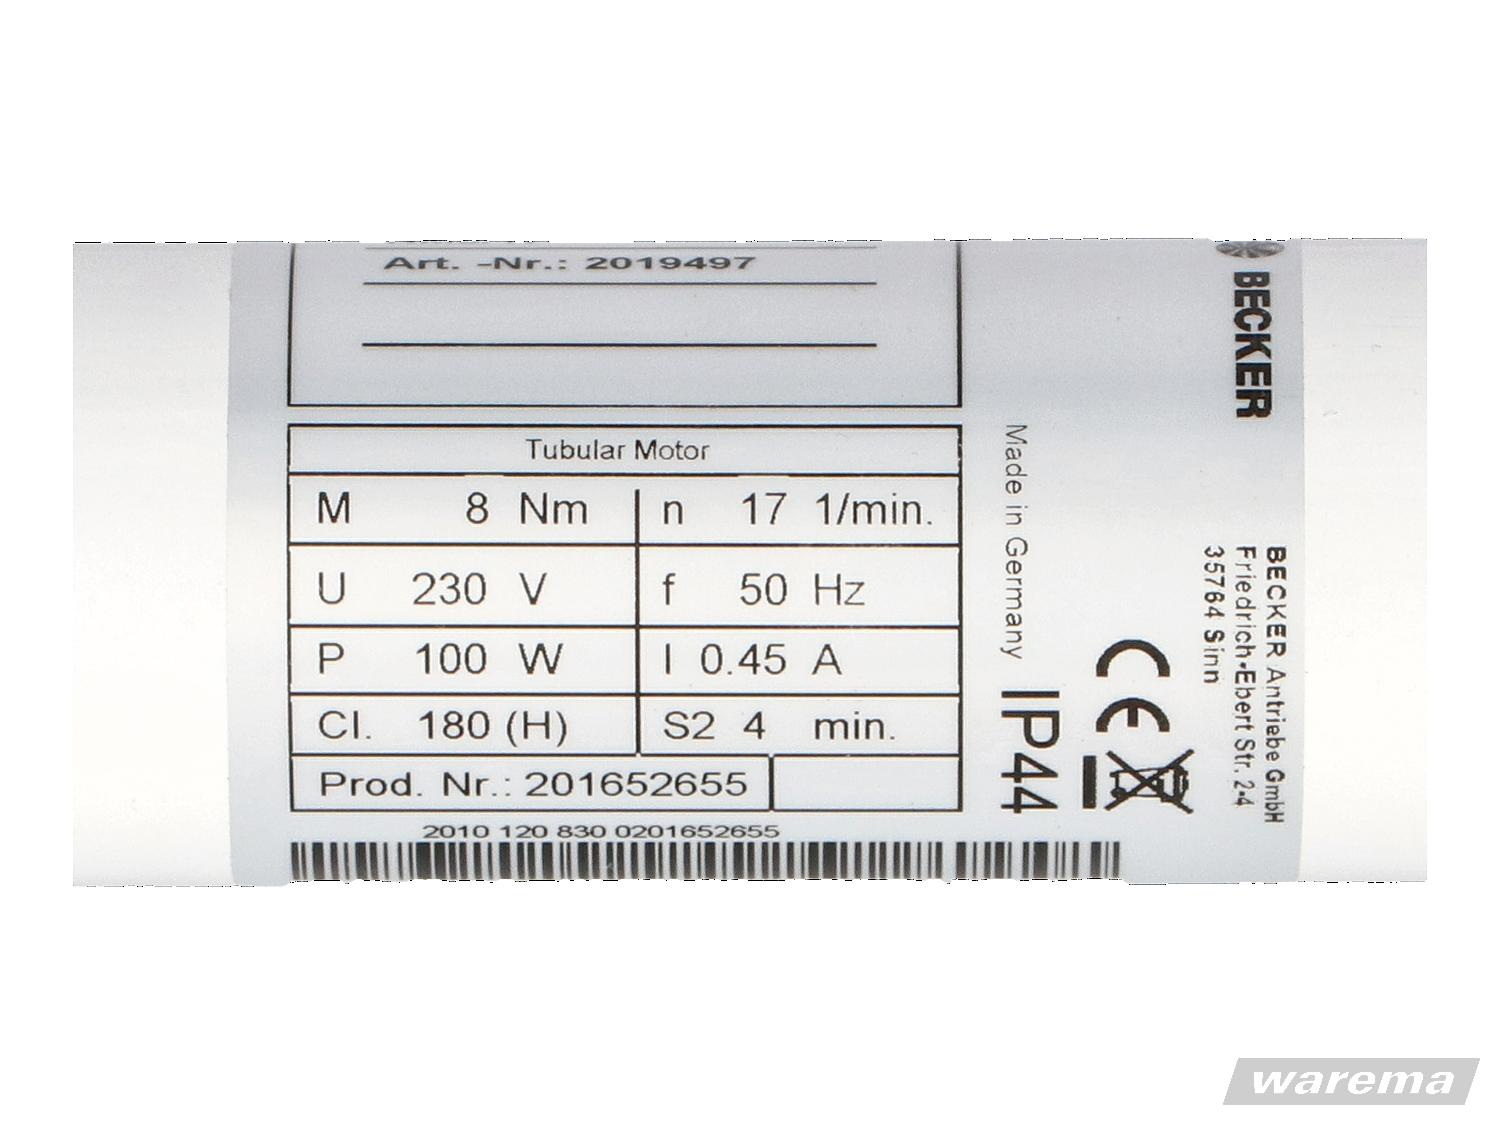 Art. -Nr.: 2019497
Tubular Motor
M 8 Nm n 17 1/min.
U 230 V f 50 Hz
P 100 W I 0.45 A
Cl. 180 (H) S2 4 min.
Prod. Nr.: 201652655
2010 120 830 0201652655
Made in Germany
IP44
CE
BECKER
BECKER Antriebe GmbH
Friedrich-Ebert Str. 2-4
35764 Sinn
warema